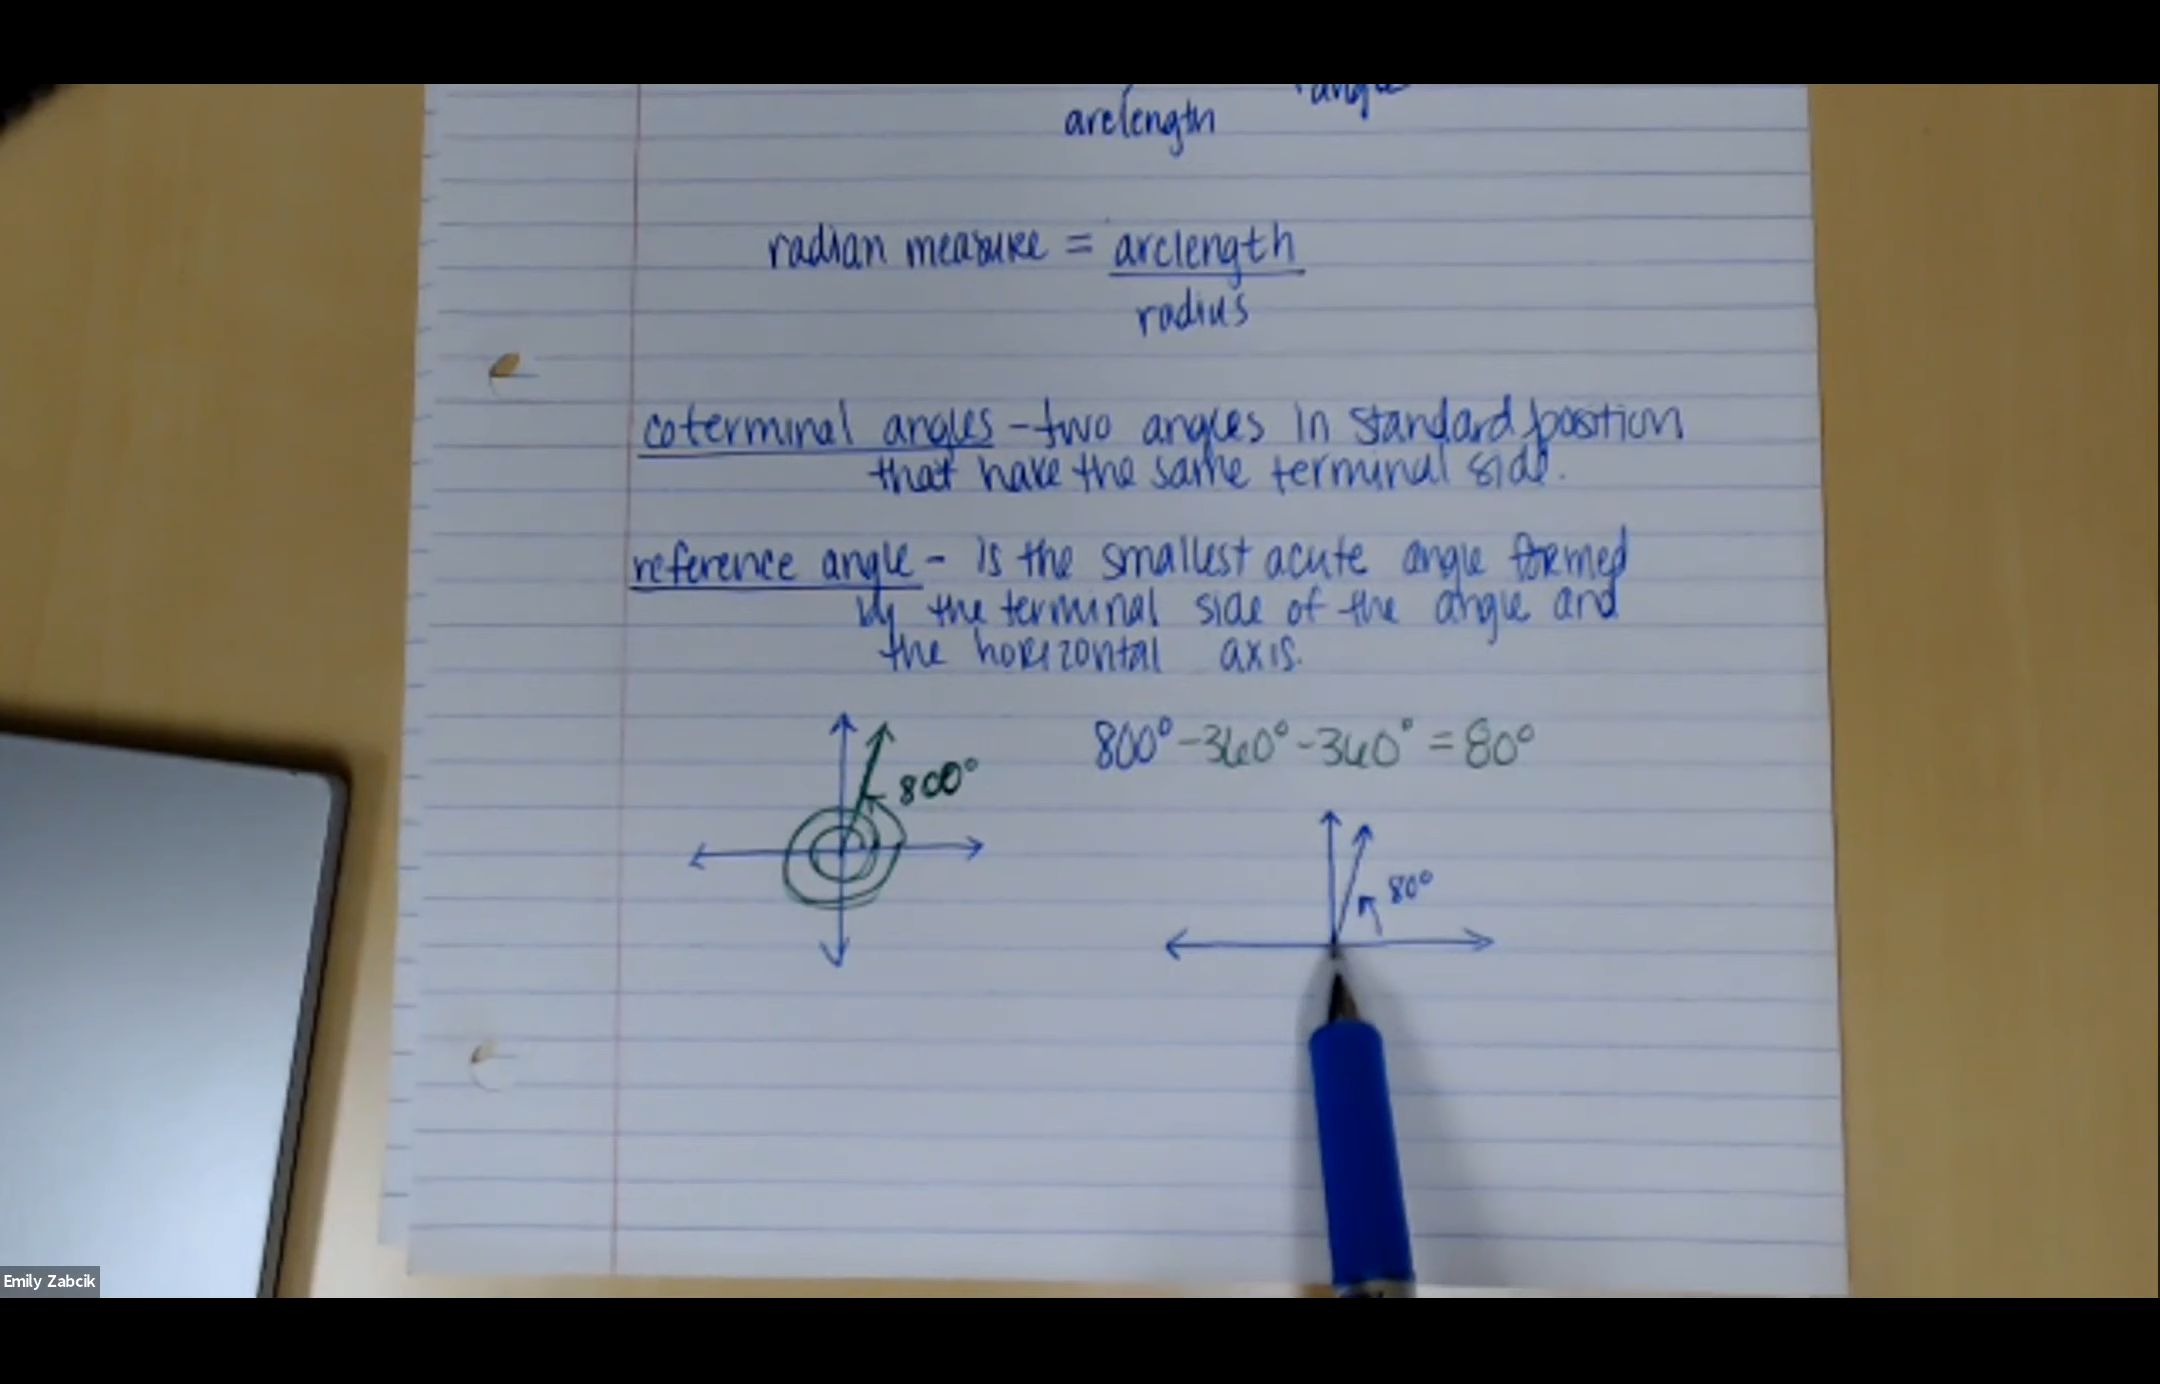 angle
arclength
radian measure = arclength
radius
coterminal angles - two angles in standard position
that have the same terminal side.
reference angle - is the smallest acute angle formed
by the terminal side of the angle and
the horizontal axis.
800° - 360° - 360° = 80°
800°
80°
Emily Zabcik